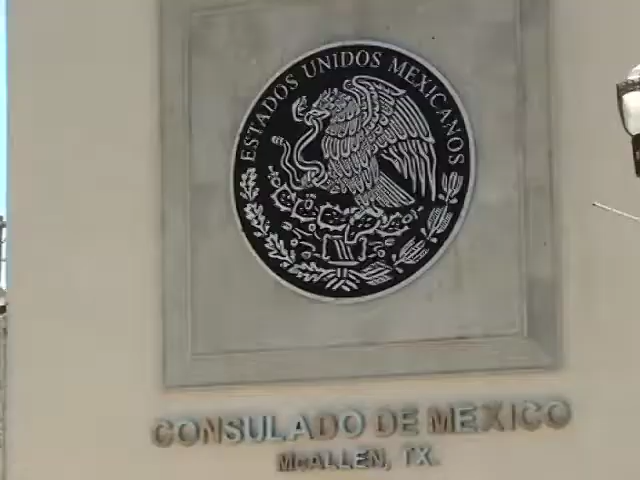 ESTADOS UNIDOS MEXICANOS
CONSULADO DE MEXICO
McALLEN, TX.